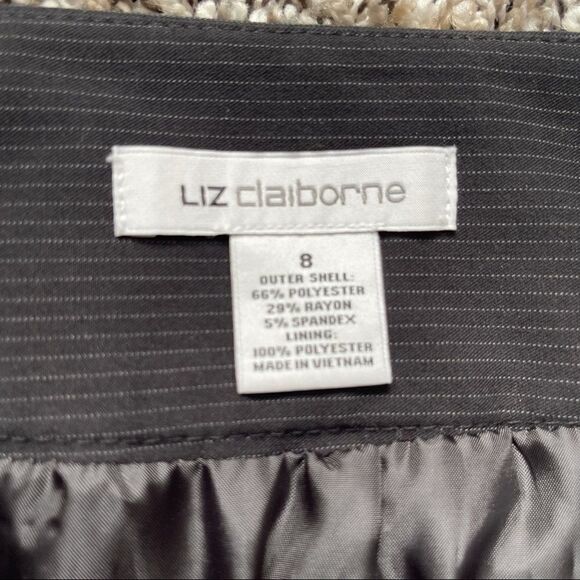 LIZ claiborne
8
OUTER SHELL:
66% POLYESTER
29% RAYON
5% SPANDEX
LINING:
100% POLYESTER
MADE IN VIETNAM